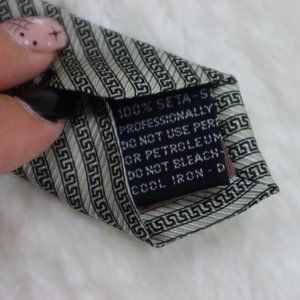 100% SETA-S
PROFESSIONALLY
DO NOT USE PER
OR PETROLEUM
DO NOT BLEACH
COOL IRON - D